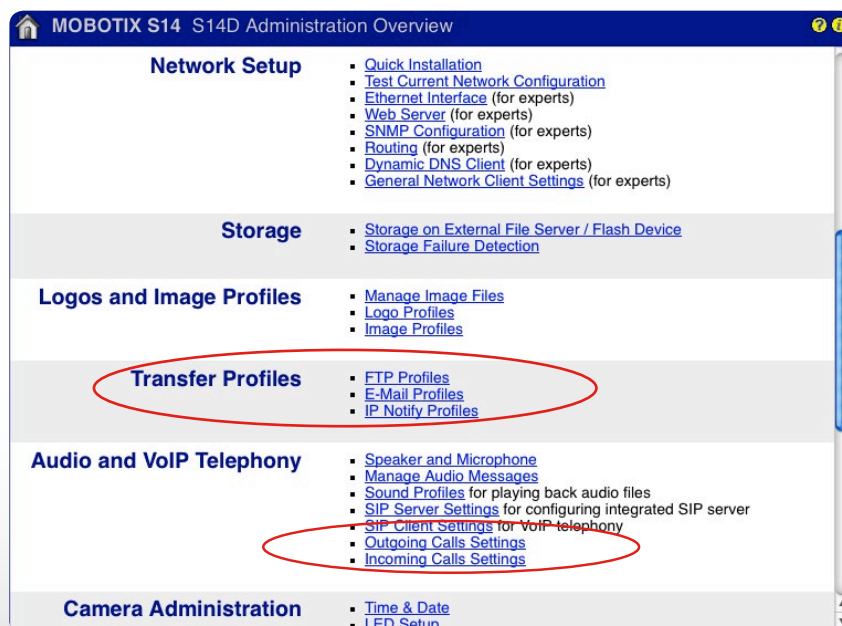 MOBOTIX S14 S14D Administration Overview
Network Setup
Quick Installation
Test Current Network Configuration
Ethernet Interface (for experts)
Web Server (for experts)
SNMP Configuration (for experts)
Routing (for experts)
Dynamic DNS Client (for experts)
General Network Client Settings (for experts)
Storage
Storage on External File Server / Flash Device
Storage Failure Detection
Logos and Image Profiles
Manage Image Files
Logo Profiles
Image Profiles
Transfer Profiles
FTP Profiles
E-Mail Profiles
IP Notify Profiles
Audio and VoIP Telephony
Speaker and Microphone
Manage Audio Messages
Sound Profiles for playing back audio files
SIP Server Settings for configuring integrated SIP server
SIP Client Settings for VoIP telephony
Outgoing Calls Settings
Incoming Calls Settings
Camera Administration
Time & Date
LED Setup